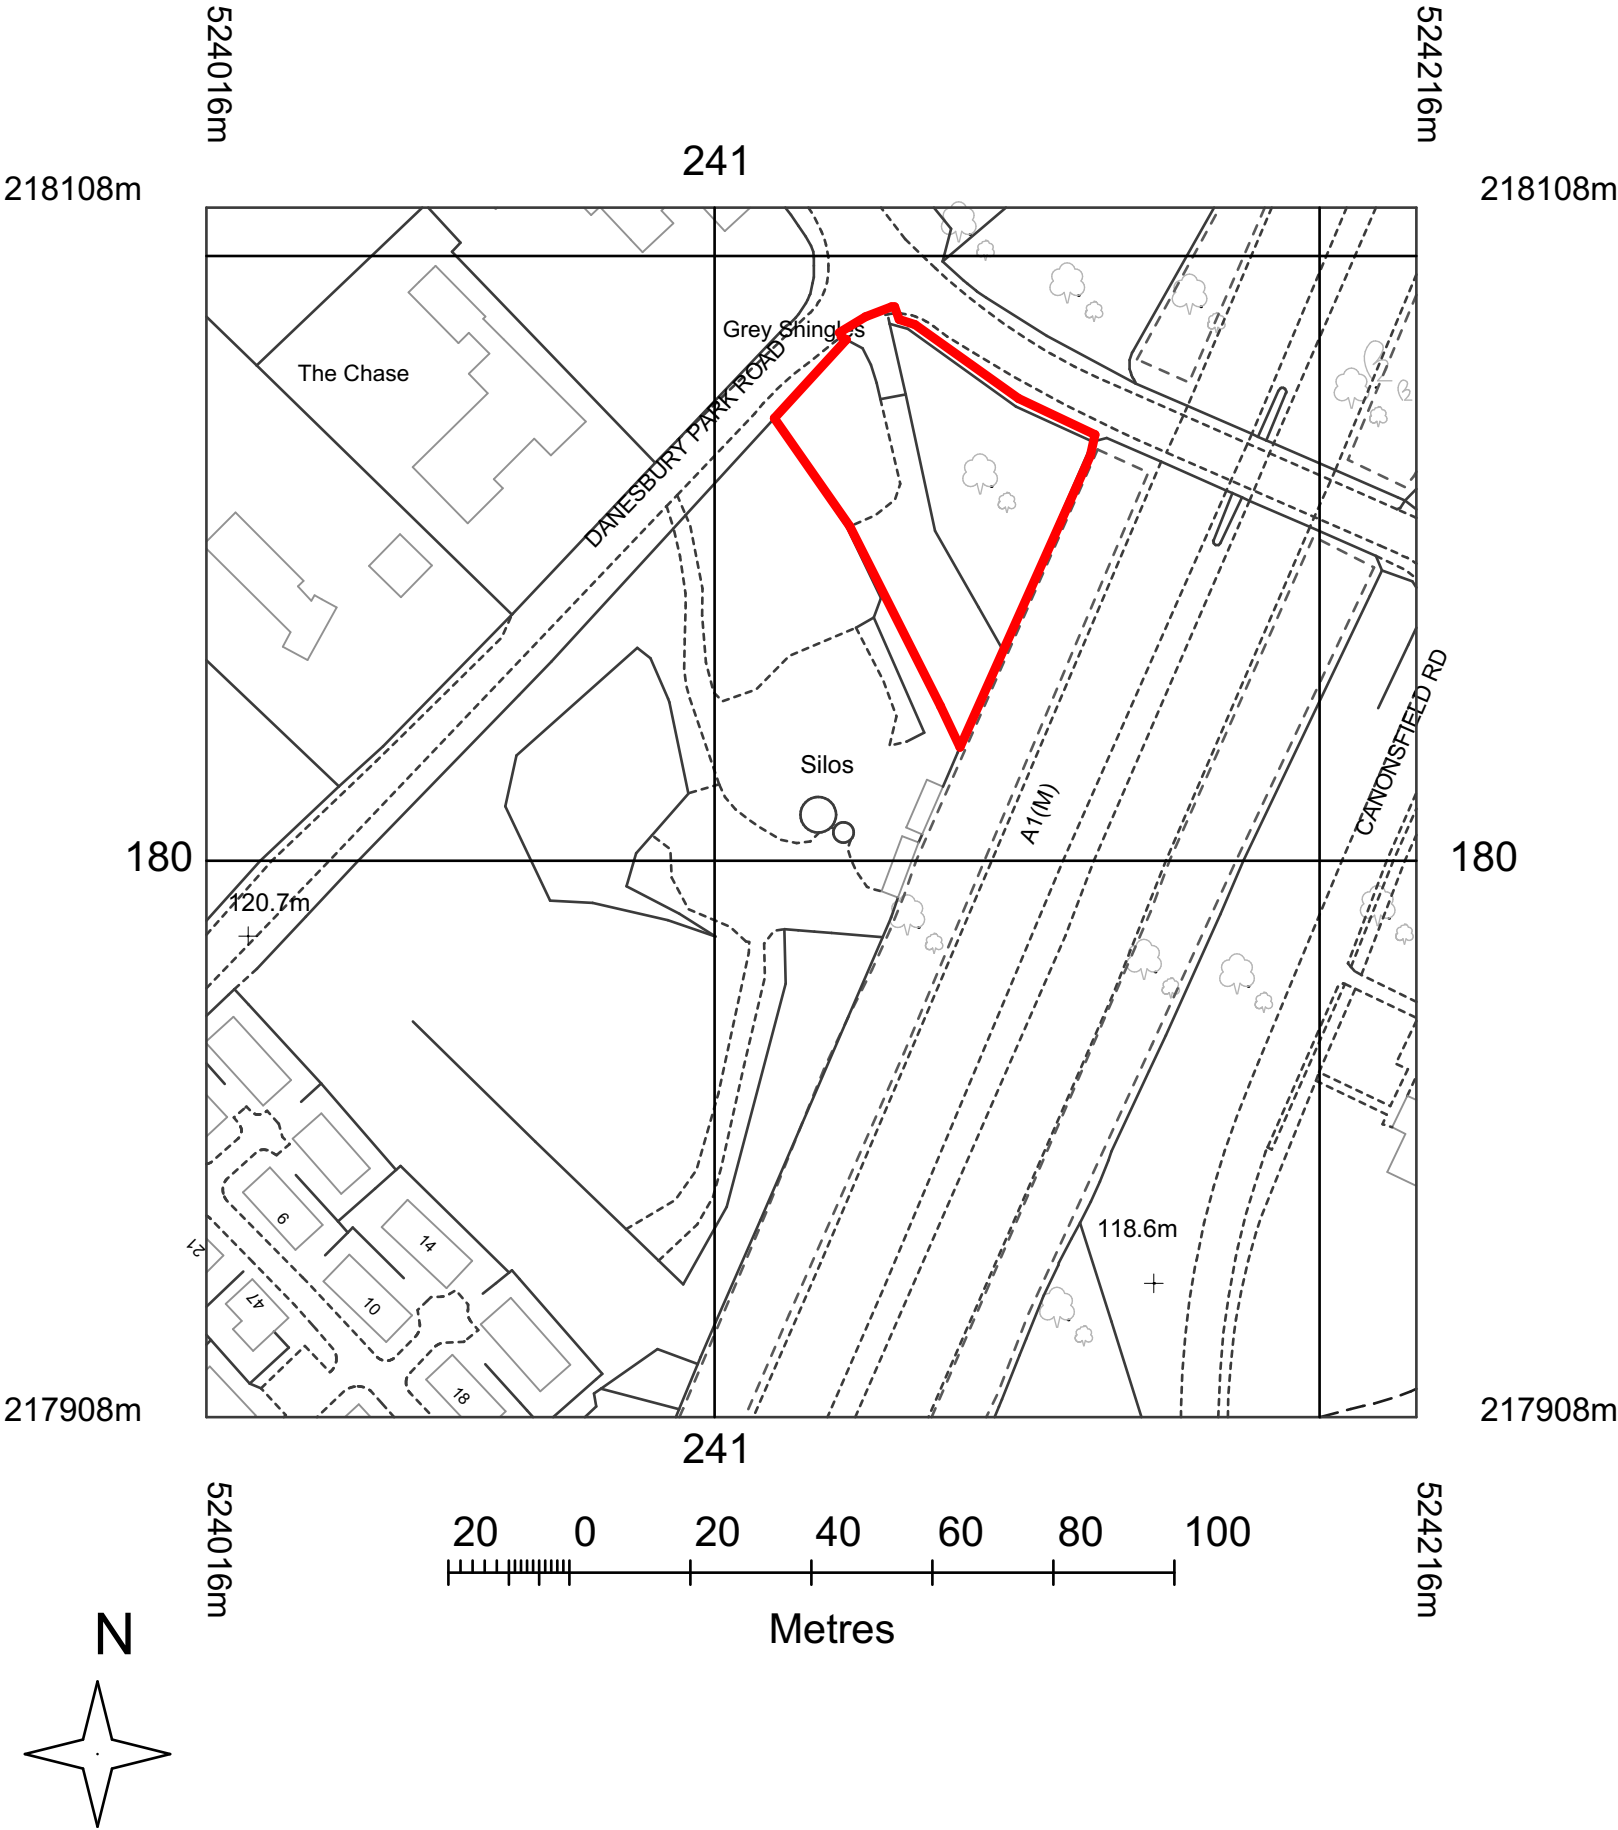 524016m
524216m
241
218108m
218108m
Grey Shingles
The Chase
DANESBURY PARK ROAD
CANONSFIELD RD
Silos
A1(M)
180
180
120.7m
118.6m
9
14
21
47
10
18
217908m
217908m
241
524016m
524216m
20 0 20 40 60 80 100
Metres
N